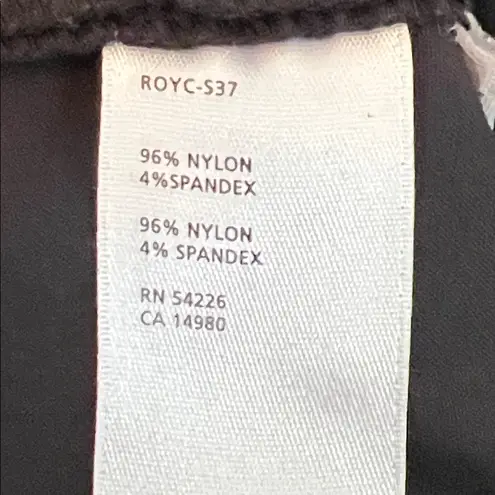 ROYC-S37
96% NYLON
4%SPANDEX
96% NYLON
4% SPANDEX
RN 54226
CA 14980